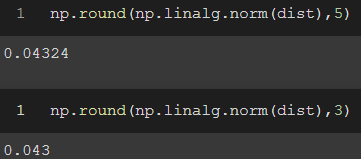 1 np.round(np.linalg.norm(dist),5)
0.04324
1 np.round(np.linalg.norm(dist),3)
0.043